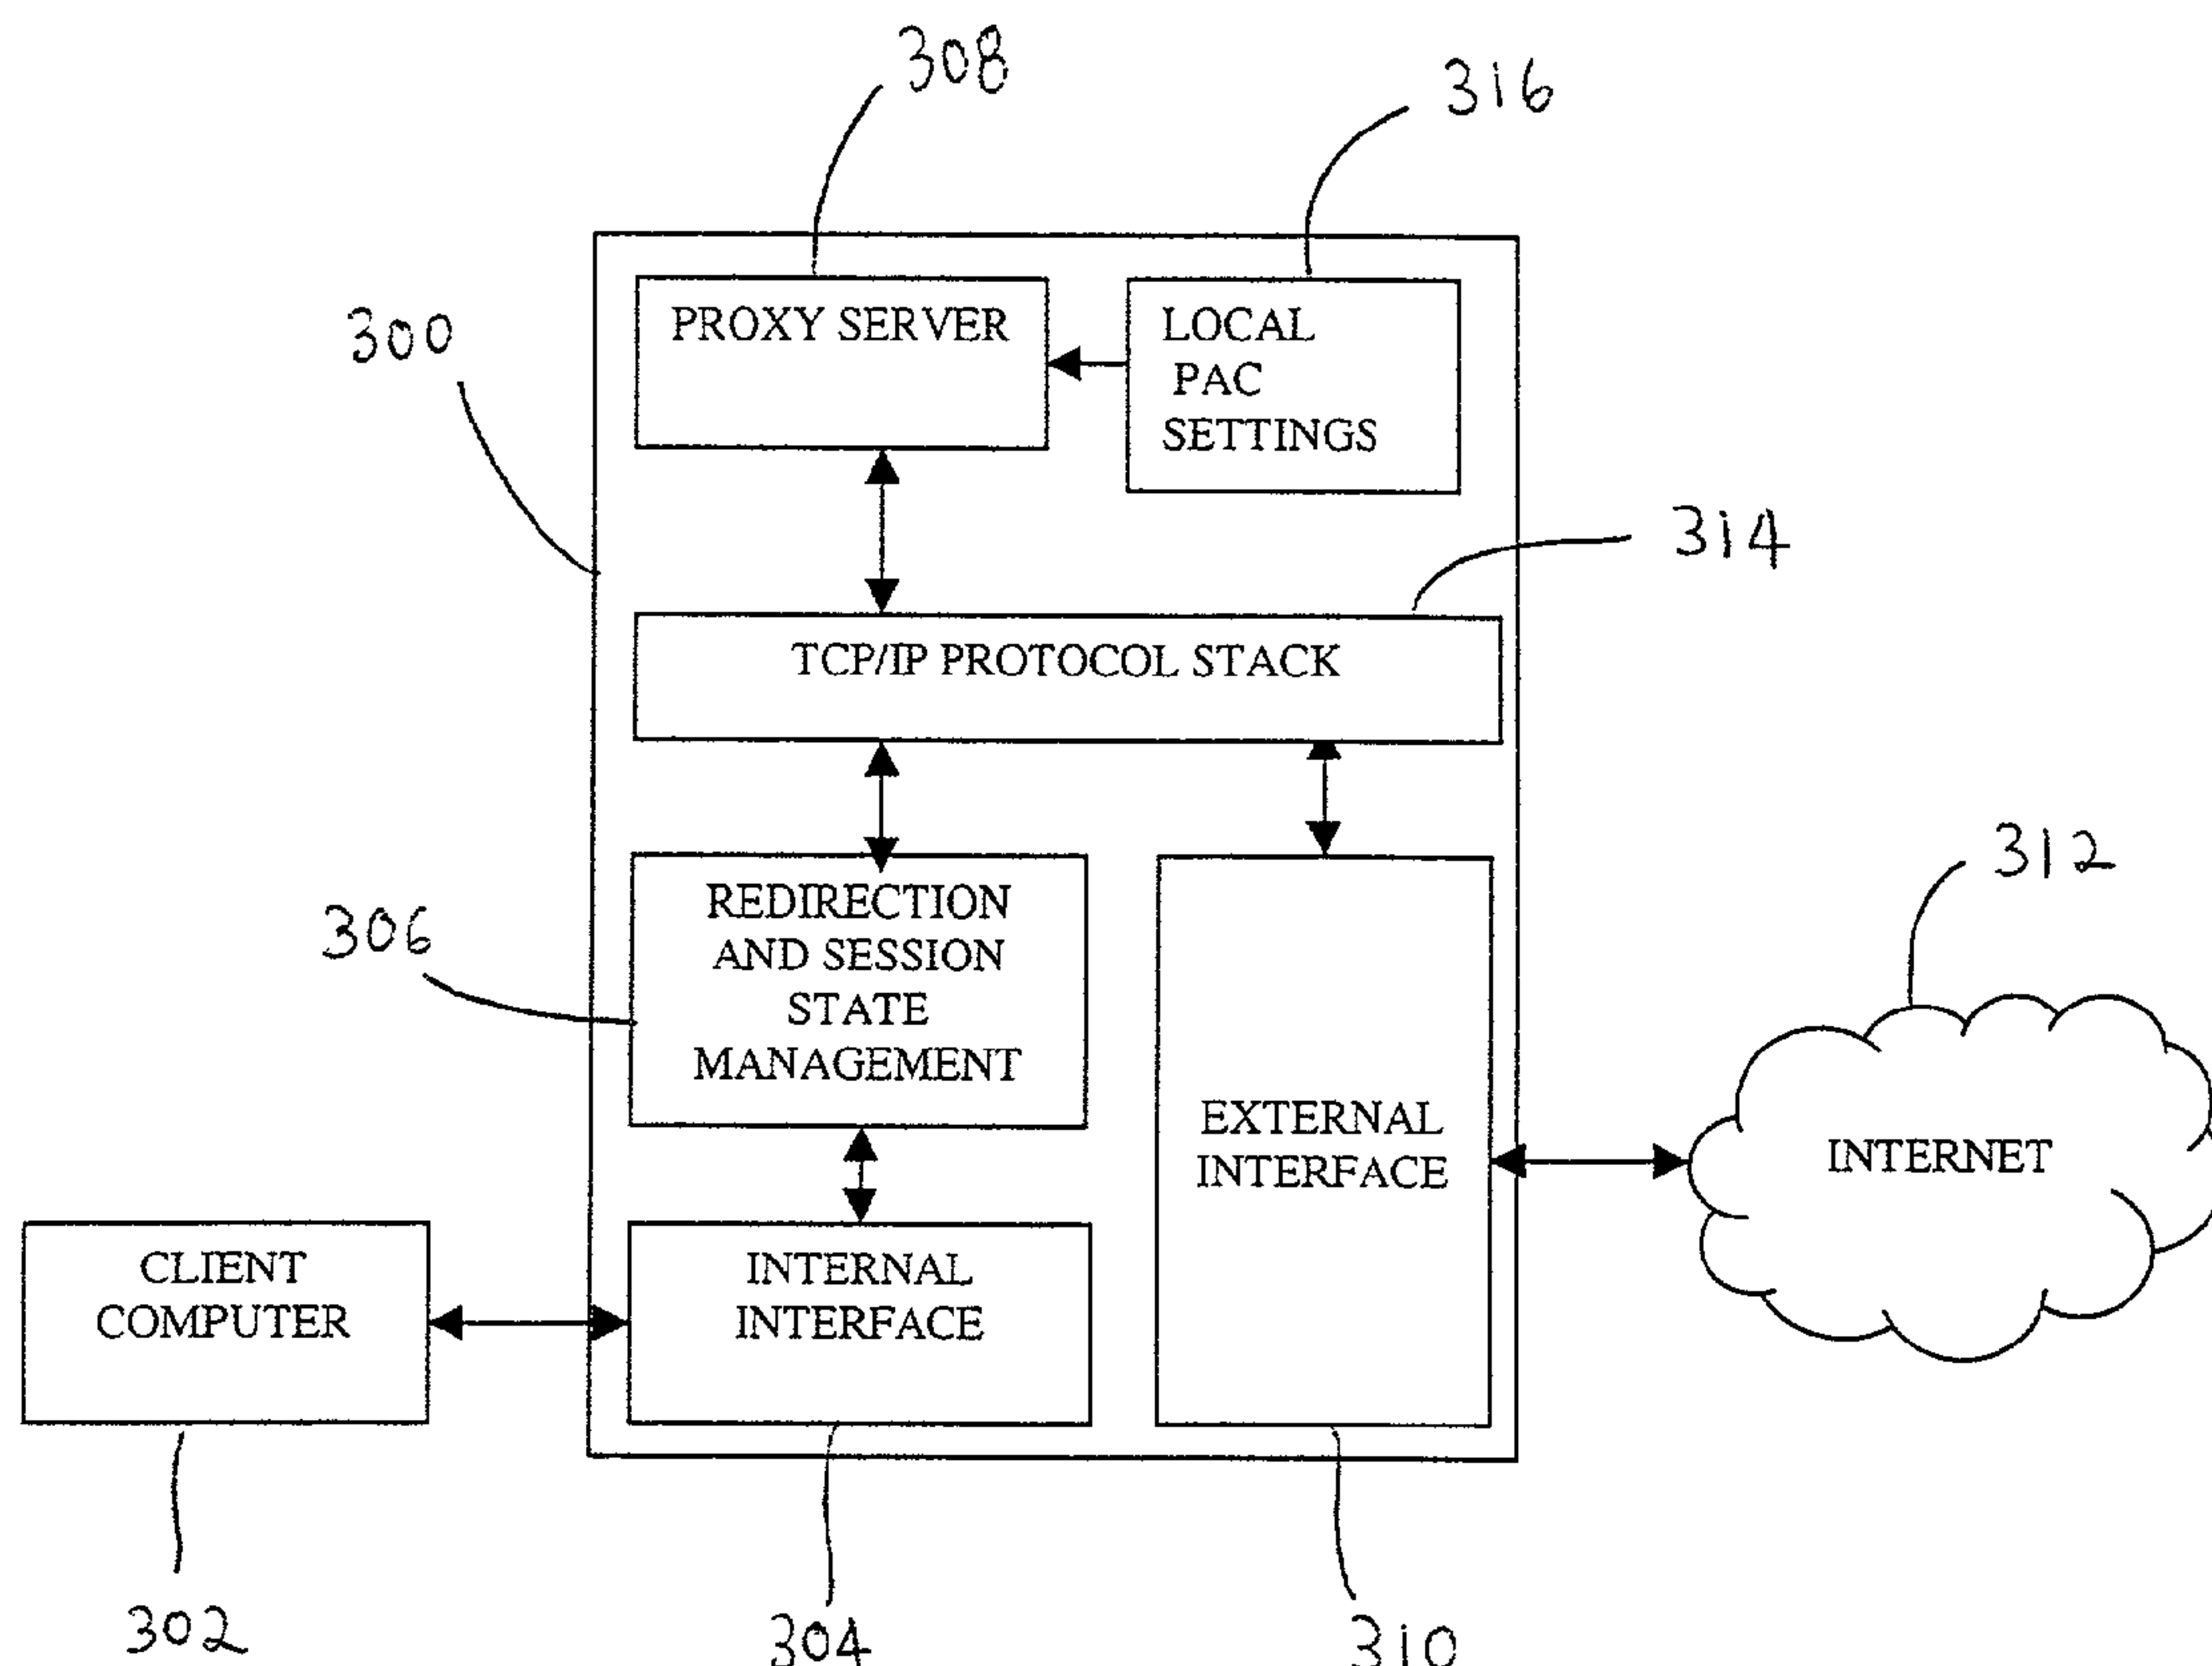 308
316
300
PROXY SERVER
LOCAL
PAC
SETTINGS
314
TCP/IP PROTOCOL STACK
312
306
REDIRECTION
AND SESSION
STATE
MANAGEMENT
EXTERNAL
INTERFACE
INTERNET
CLIENT
COMPUTER
INTERNAL
INTERFACE
302
304
310